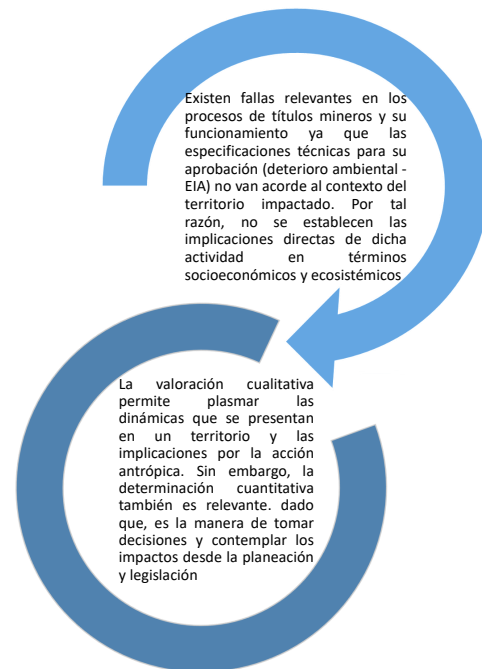 Existen fallas relevantes en los
procesos de títulos mineros y su
funcionamiento ya que las
especificaciones técnicas para su
aprobación (deterioro ambiental -
EIA) no van acorde al contexto del
territorio impactado. Por tal
razón, no se establecen las
implicaciones directas de dicha
actividad en términos
socioeconómicos y ecosistémicos
La valoración cualitativa
permite plasmar las
dinámicas que se presentan
en un territorio y las
implicaciones por la acción
antrópica. Sin embargo, la
determinación cuantitativa
también es relevante. dado
que, es la manera de tomar
decisiones y contemplar los
impactos desde la planeación
y legislación